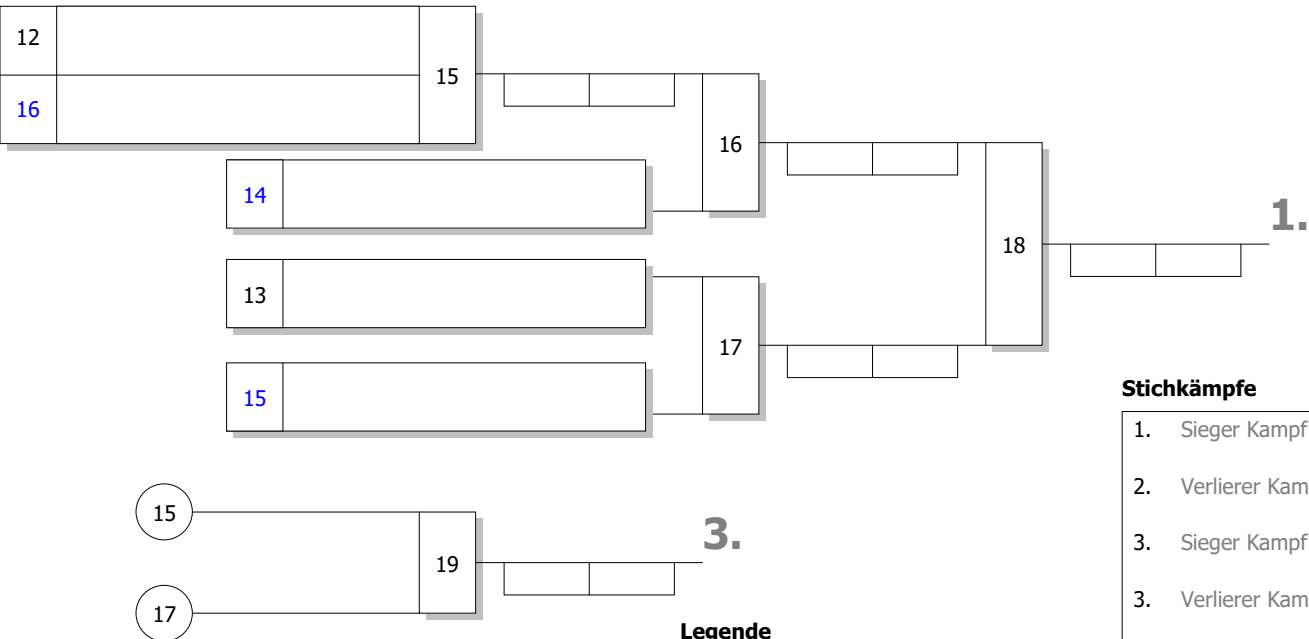 12
15
16
16
14
1.
18
13
17
15
Stichkämpfe
1. Sieger Kampf
2. Verlierer Kam
15
3.
3. Sieger Kampf
19
3. Verlierer Kam
17
Legende